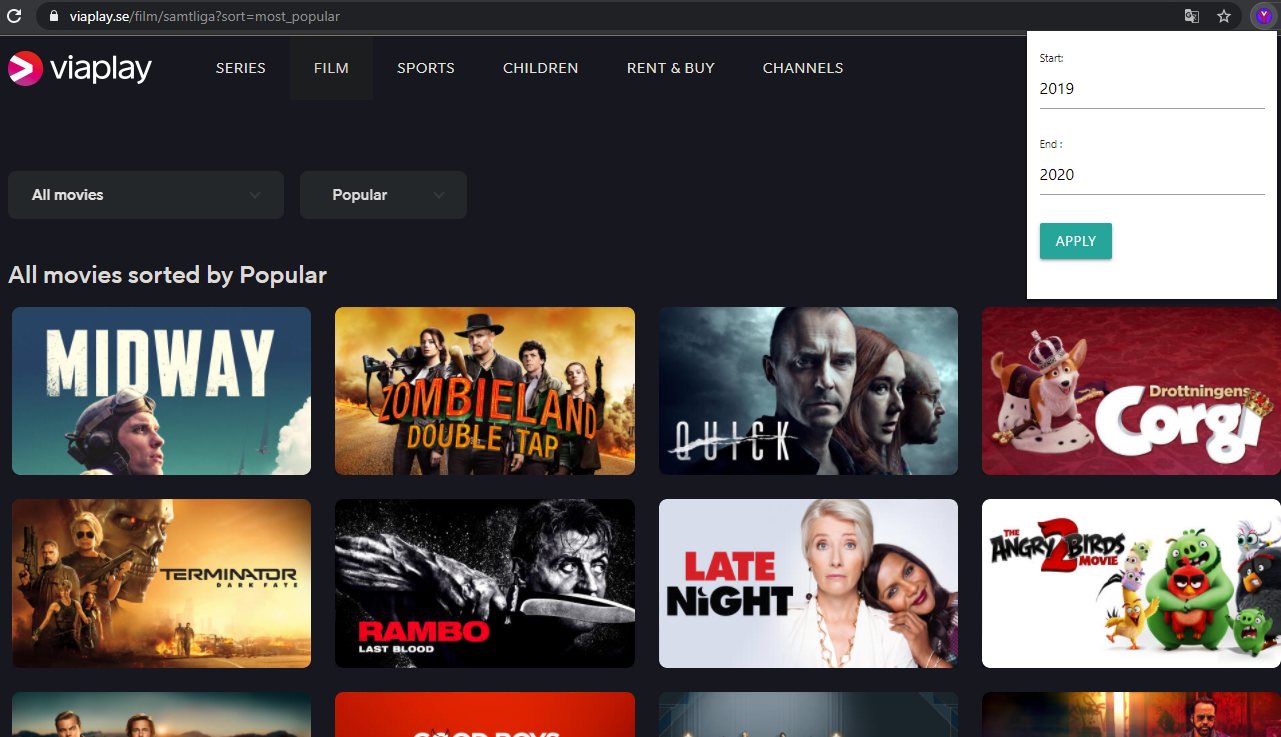 viaplay.se/film/samtliga?sort=most_popular
viaplay
SERIES
FILM
SPORTS
CHILDREN
RENT & BUY
CHANNELS
Start:
2019
End :
2020
APPLY
All movies
Popular
All movies sorted by Popular
MIDWAY
ZOMBIELAND
DOUBLE TAP
QUICK
Drottningens
Corgi
TERMINATOR
DARK FATE
RAMBO
LAST BLOOD
LATE
NIGHT
THE
ANGRY BIRDS
2
MOVIE
GOOD BOYS